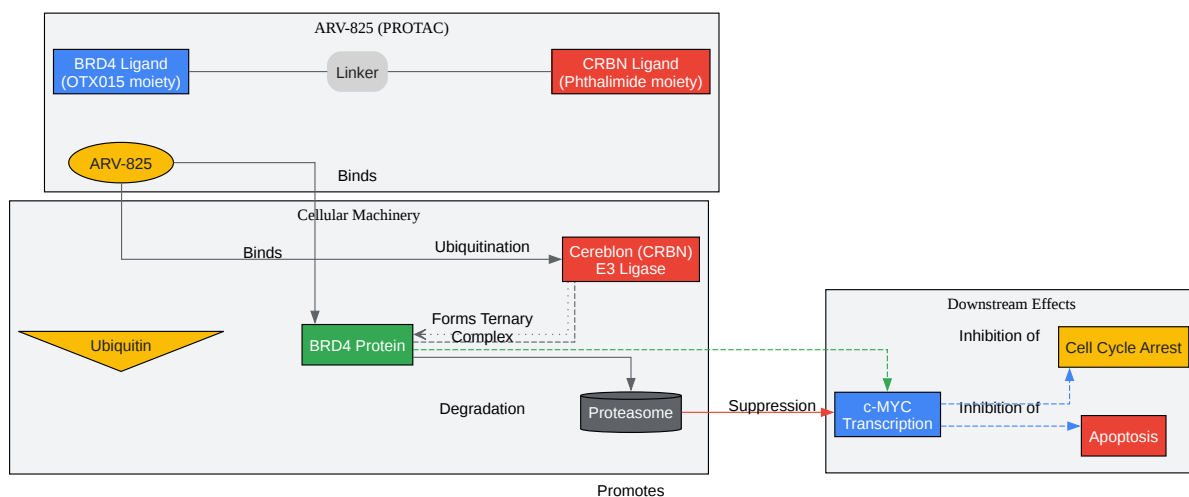 ARV-825 (PROTAC)
BRD4 Ligand
(OTX015 moiety)
Linker
CRBN Ligand
(Phthalimide moiety)
ARV-825
Binds
Cellular Machinery
Binds
Ubiquitination
Cereblon (CRBN)
E3 Ligase
Ubiquitin
Forms Ternary
Complex
BRD4 Protein
Degradation
Proteasome
Suppression
Downstream Effects
Inhibition of
Cell Cycle Arrest
c-MYC
Transcription
Inhibition of
Apoptosis
Promotes